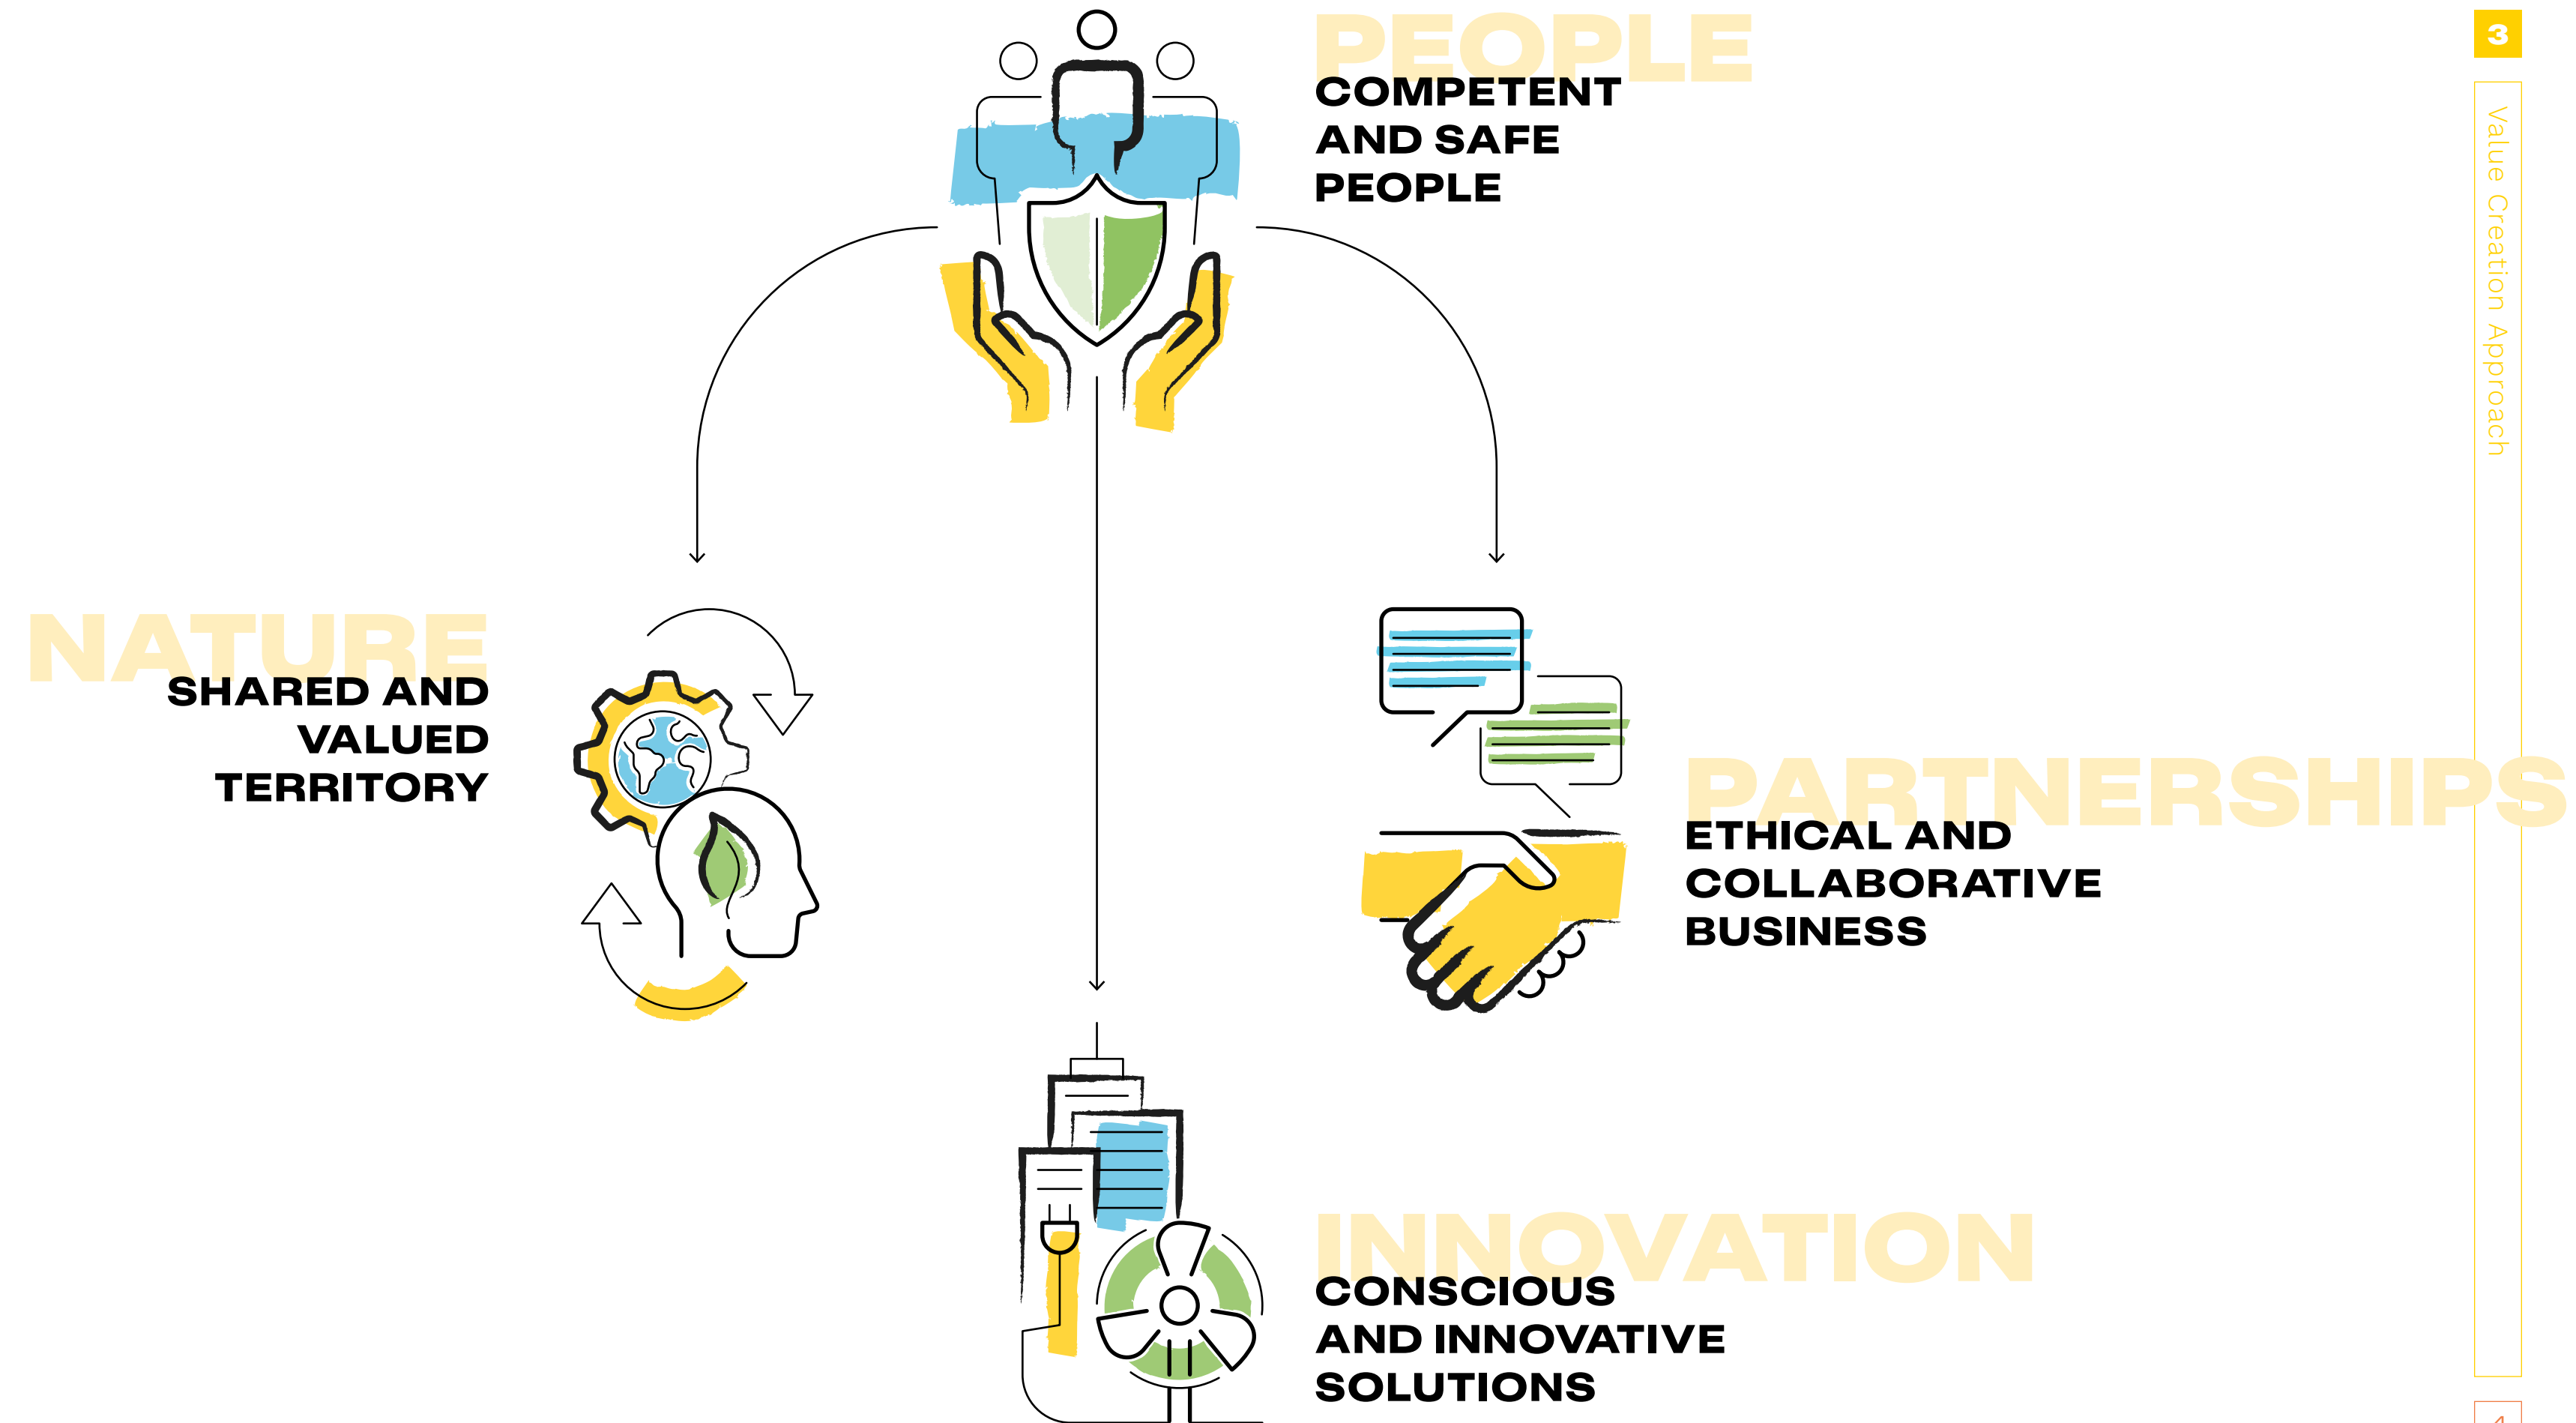 PEOPLE
COMPETENT
AND SAFE
PEOPLE
NATURE
SHARED AND
VALUED
TERRITORY
PARTNERSHIPS
ETHICAL AND
COLLABORATIVE
BUSINESS
INNOVATION
CONSCIOUS
AND INNOVATIVE
SOLUTIONS
3
Value Creation Approach